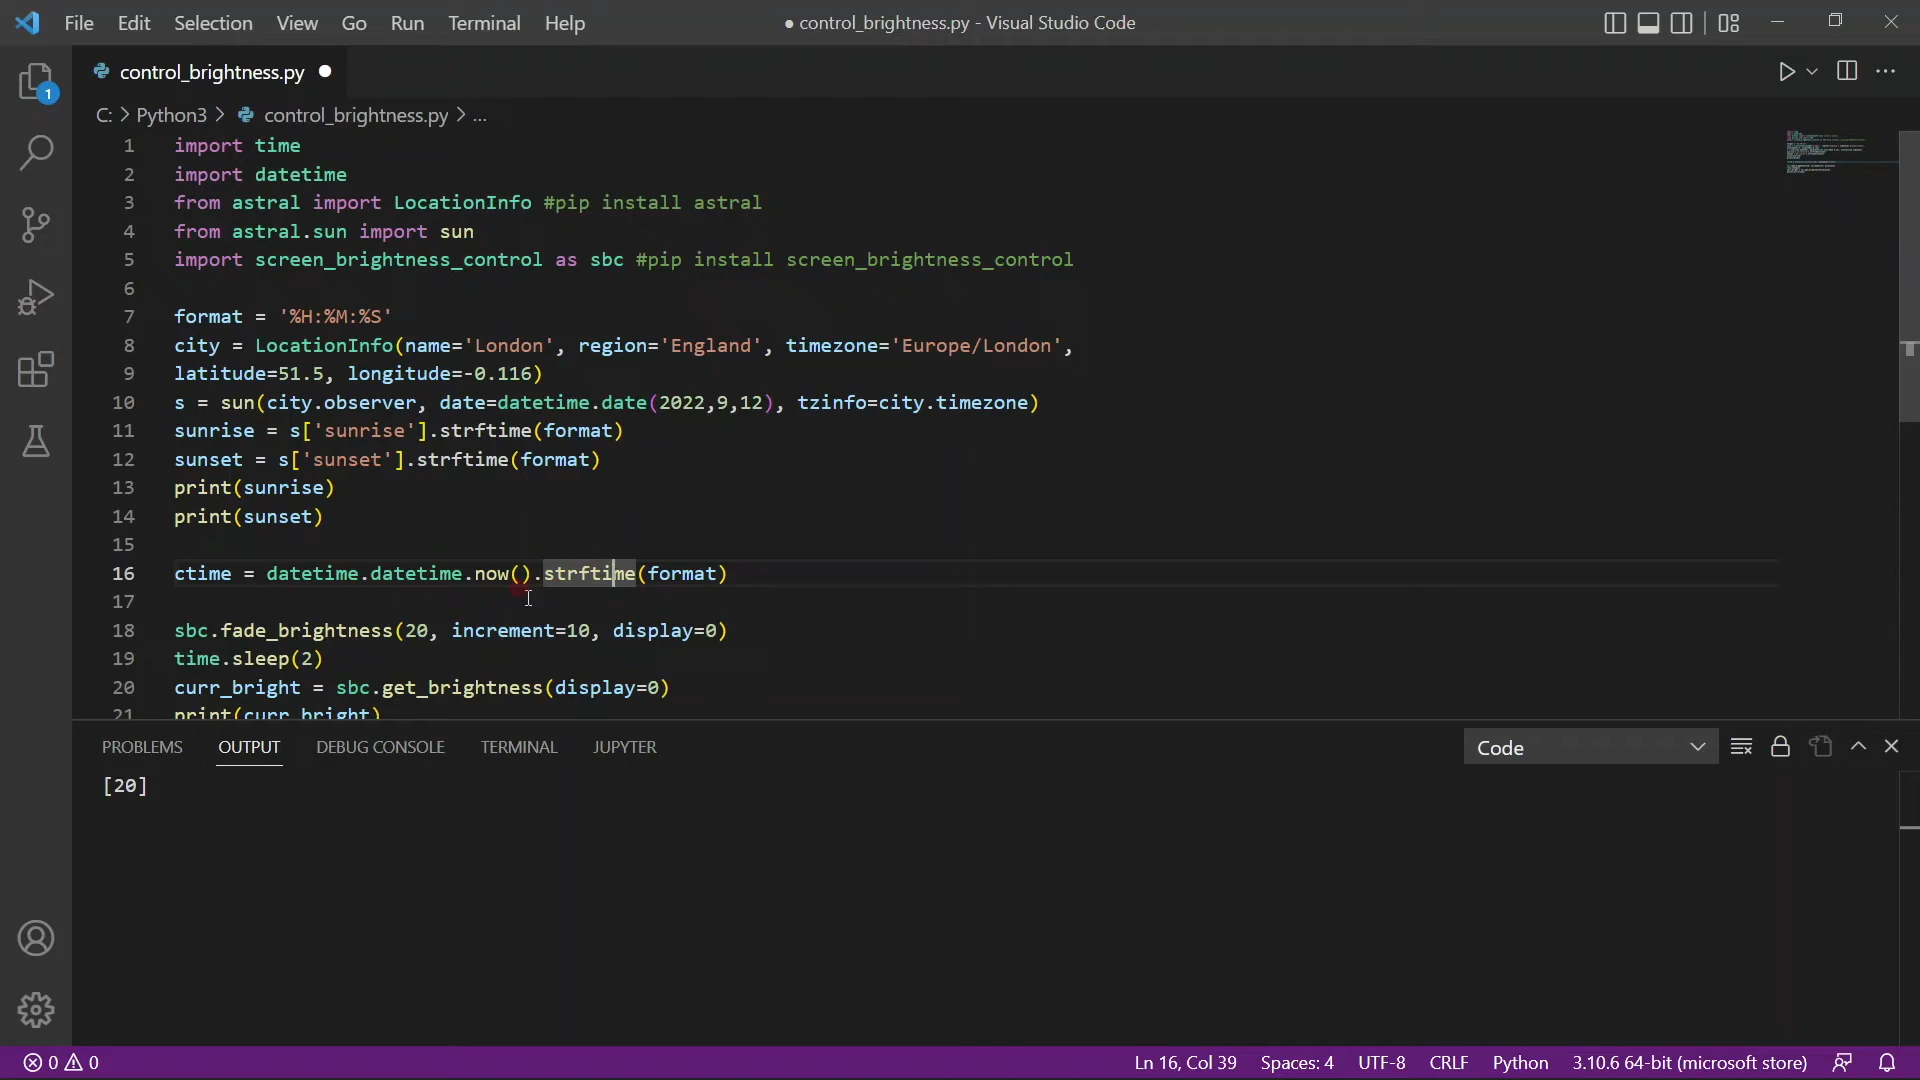 File Edit Selection View Go Run Terminal Help
● control_brightness.py - Visual Studio Code
control_brightness.py ●
1
C: > Python3 > control_brightness.py > ...
1 import time
2 import datetime
3 from astral import LocationInfo #pip install astral
4 from astral.sun import sun
5 import screen_brightness_control as sbc #pip install screen_brightness_control
6
7 format = '%H:%M:%S'
8 city = LocationInfo(name='London', region='England', timezone='Europe/London',
9 latitude=51.5, longitude=-0.116)
10 s = sun(city.observer, date=datetime.date(2022,9,12), tzinfo=city.timezone)
11 sunrise = s['sunrise'].strftime(format)
12 sunset = s['sunset'].strftime(format)
13 print(sunrise)
14 print(sunset)
15
16 ctime = datetime.datetime.now().strftime(format)
17
18 sbc.fade_brightness(20, increment=10, display=0)
19 time.sleep(2)
20 curr_bright = sbc.get_brightness(display=0)
21 print(curr_bright)
PROBLEMS OUTPUT DEBUG CONSOLE TERMINAL JUPYTER
Code
[20]
0 0
Ln 16, Col 39 Spaces: 4 UTF-8 CRLF Python 3.10.6 64-bit (microsoft store)